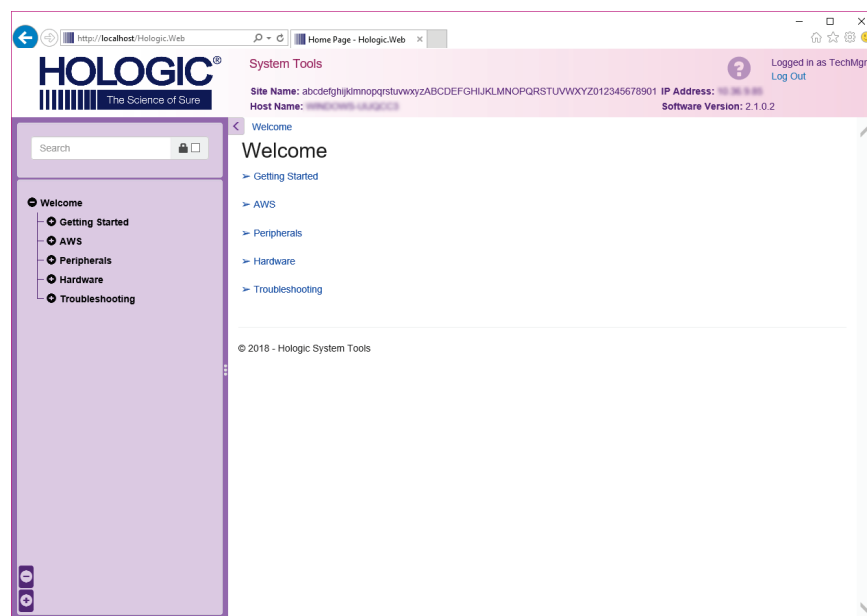 http://localhost/Hologic.Web
Home Page - Hologic.Web
HOLOGIC®
The Science of Sure
System Tools
Logged in as TechMgr
Log Out
Site Name: abcdefghijklmnopqrstuvwxyzABCDEFGHIJKLMNOPQRSTUVWXYZ012345678901 IP Address:
Host Name:
Software Version: 2.1.0.2
Search
Welcome
Getting Started
AWS
Peripherals
Hardware
Troubleshooting
Welcome
Welcome
➢ Getting Started
➢ AWS
➢ Peripherals
➢ Hardware
➢ Troubleshooting
© 2018 - Hologic System Tools